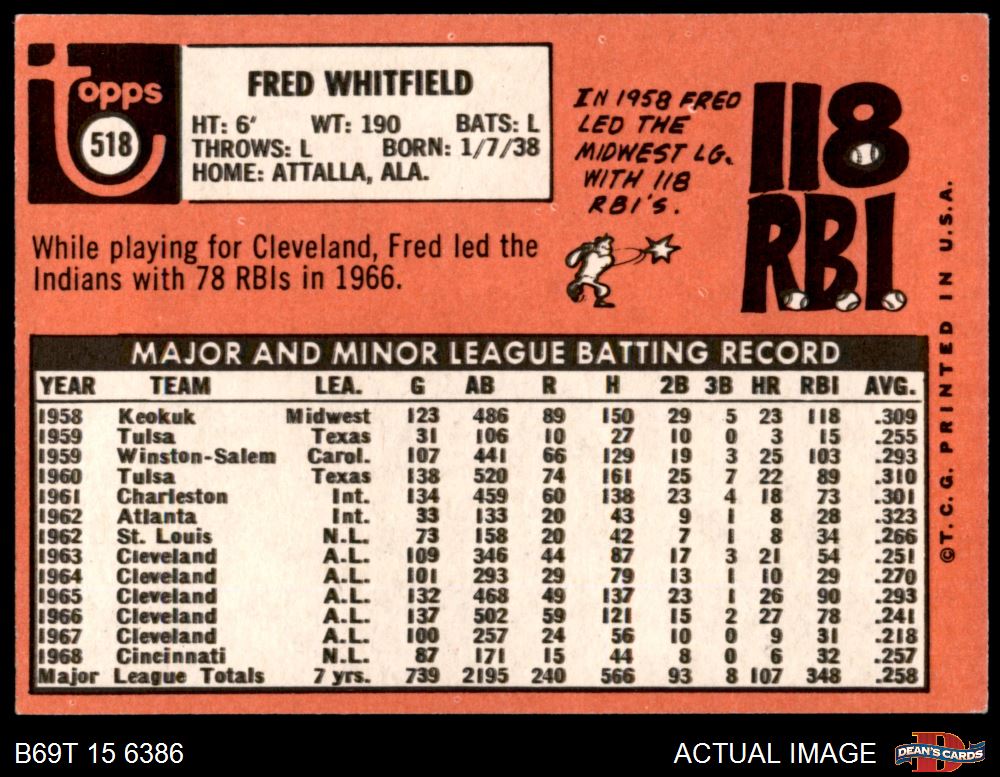 topps
518
FRED WHITFIELD
HT: 6' WT: 190 BATS: L
THROWS: L BORN: 1/7/38
HOME: ATTALLA, ALA.
IN 1958 FRED
LED THE
MIDWEST LG.
WITH 118
RBI'S.
118
RBI
While playing for Cleveland, Fred led the
Indians with 78 RBIs in 1966.
MAJOR AND MINOR LEAGUE BATTING RECORD
YEAR TEAM LEA. G AB R H 2B 3B HR RBI AVG.
1958 Keokuk Midwest 123 486 89 150 29 5 23 118 .309
1959 Tulsa Texas 31 106 10 27 10 0 3 15 .255
1959 Winston-Salem Carol. 107 441 66 129 19 3 25 103 .293
1960 Tulsa Texas 138 520 74 161 25 7 22 89 .310
1961 Charleston Int. 134 459 60 138 23 4 18 73 .301
1962 Atlanta Int. 33 133 20 43 9 1 8 28 .323
1962 St. Louis N.L. 73 158 20 42 7 1 8 34 .266
1963 Cleveland A.L. 109 346 44 87 17 3 21 54 .251
1964 Cleveland A.L. 101 293 29 79 13 1 10 29 .270
1965 Cleveland A.L. 132 468 49 137 23 1 26 90 .293
1966 Cleveland A.L. 137 502 59 121 15 2 27 78 .241
1967 Cleveland A.L. 100 257 24 56 10 0 9 31 .218
1968 Cincinnati N.L. 87 171 15 44 8 0 6 32 .257
Major League Totals 7 yrs. 739 2195 240 566 93 8 107 348 .258
©T.C.G. PRINTED IN U.S.A.
B69T 15 6386
ACTUAL IMAGE
DEAN'S CARDS